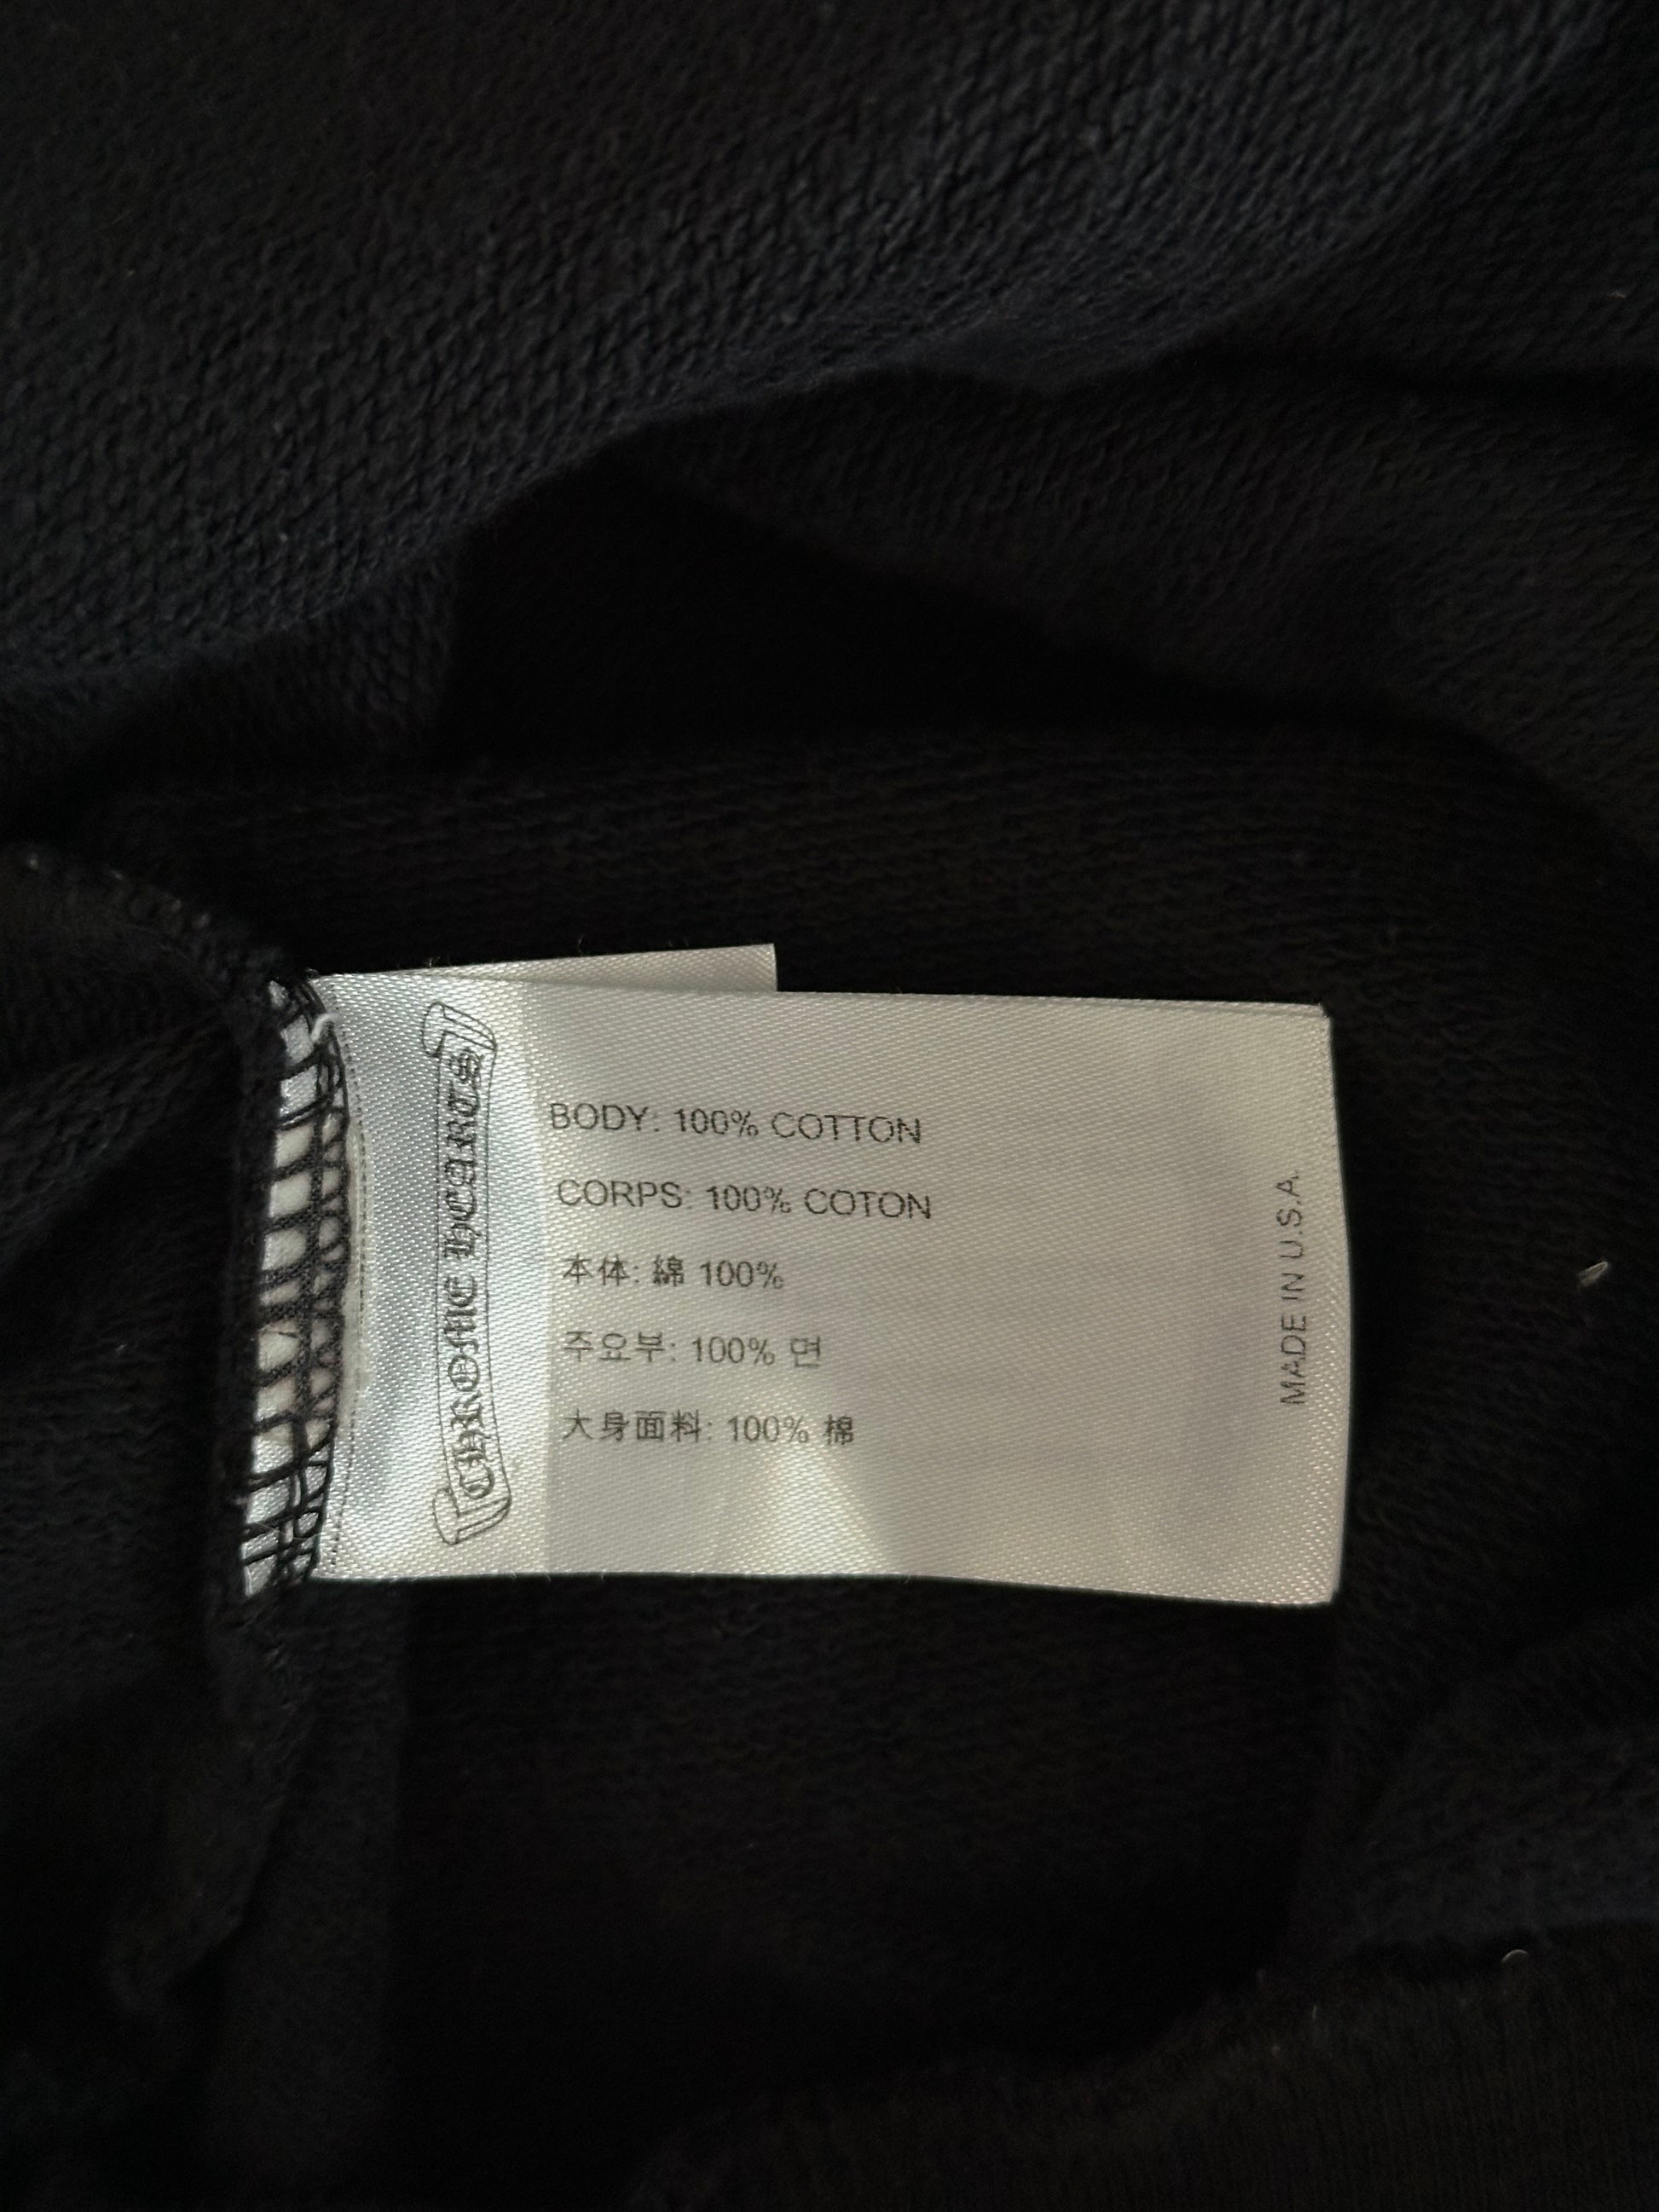 CHROME HEARTS
BODY: 100% COTTON
CORPS: 100% COTON
本体: 綿 100%
주요부: 100% 면
大身面料: 100% 棉
MADE IN U.S.A.